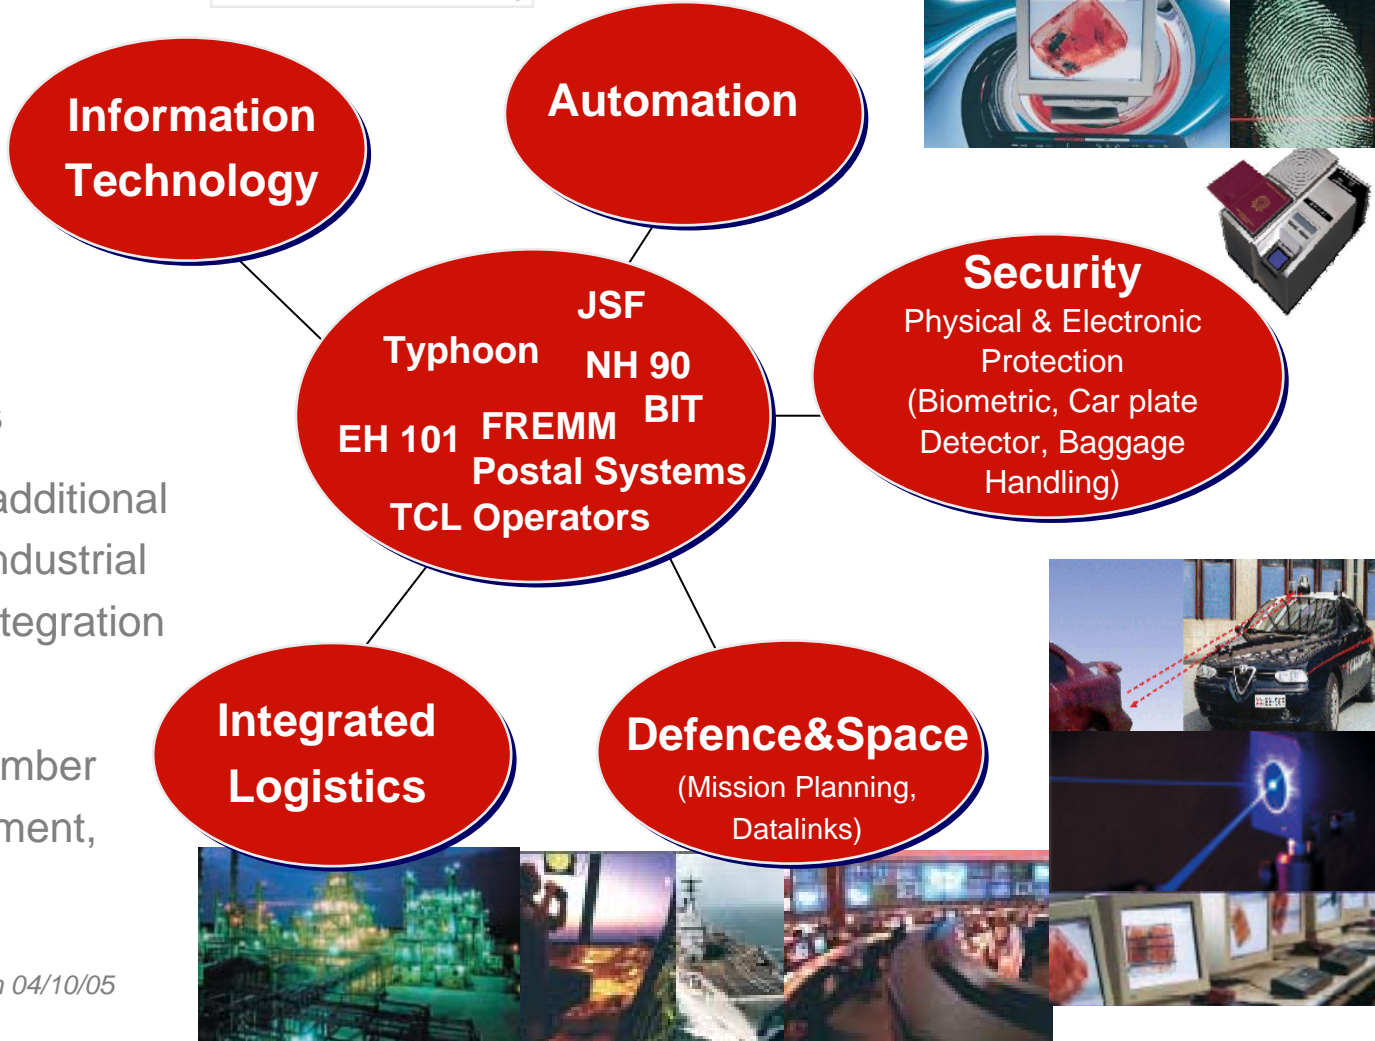 Information
Technology
Automation
Security
Physical & Electronic
Protection
(Biometric, Car plate
Detector, Baggage
Handling)
JSF
Typhoon
NH 90
BIT
EH 101
FREMM
Postal Systems
TCL Operators
additional
ndustrial
tegration
mber
ment,
Integrated
Logistics
Defence&Space
(Mission Planning,
Datalinks)
04/10/05